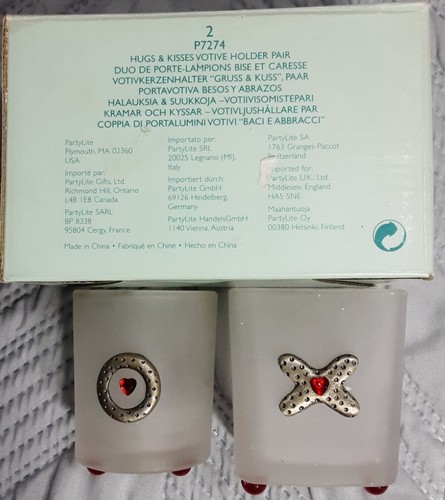 2
P7274
HUGS & KISSES VOTIVE HOLDER PAIR
DUO DE PORTE-LAMPIONS BISE ET CARESSE
VOTIVKERZENHALTER "GRUSS & KUSS", PAAR
PORTAVOTIVA BESOS Y ABRAZOS
HALAUKSIA & SUUKKOJA –VOTIIVISOMISTEPARI
KRAMAR OCH KYSSAR – VOTIVLJUSHÅLLARE PAR
COPPIA DI PORTALUMINI VOTIVI "BACI E ABBRACCI"
PartyLite
Plymouth, MA 02360
USA
Importé par:
PartyLite Gifts, Ltd.
Richmond Hill, Ontario
L4B 1E8 Canada
PartyLite SARL
BP 8338
95804 Cergy, France
Importato per:
PartyLite SRL
20025 Legnano (MI),
Italy
Importiert durch:
PartyLite GmbH
69126 Heidelberg,
Germany
PartyLite HandelsGmbH
1140 Vienna, Austria
PartyLite SA
1763 Granges-Paccot
Switzerland
Imported for:
PartyLite U.K., Ltd.
Middlesex, England
HA5 5NE
Maahantuoja
PartyLite Oy
00380 Helsinki, Finland
Made in China • Fabriqué en Chine • Hecho en China